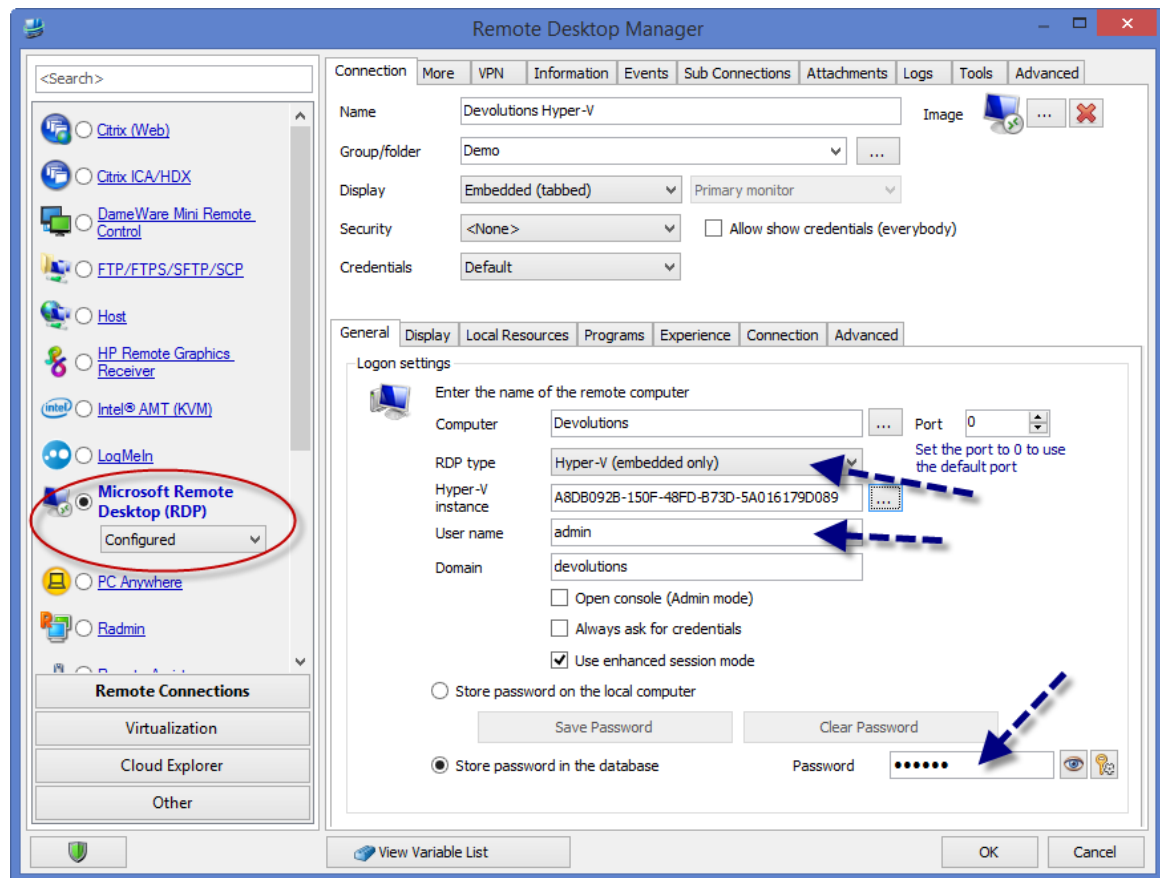 Remote Desktop Manager
<Search>
Citrix (Web)
Citrix ICA/HDX
DameWare Mini Remote
Control
FTP/FTPS/SFTP/SCP
Host
HP Remote Graphics
Receiver
intel
Intel® AMT (KVM)
LogMeIn
Microsoft Remote
Desktop (RDP)
Configured
PC Anywhere
Radmin
Remote Connections
Virtualization
Cloud Explorer
Other
Connection More VPN Information Events Sub Connections Attachments Logs Tools Advanced
Name Devolutions Hyper-V Image ...
Group/folder Demo ...
Display Embedded (tabbed) Primary monitor
Security <None> Allow show credentials (everybody)
Credentials Default
General Display Local Resources Programs Experience Connection Advanced
Logon settings
Enter the name of the remote computer
Computer Devolutions ... Port 0
Set the port to 0 to use
the default port
RDP type Hyper-V (embedded only)
Hyper-V
instance
A8DB092B-150F-48FD-B73D-5A016179D089 ...
User name admin
Domain devolutions
Open console (Admin mode)
Always ask for credentials
Use enhanced session mode
Store password on the local computer
Save Password Clear Password
Store password in the database Password ••••••
View Variable List OK Cancel